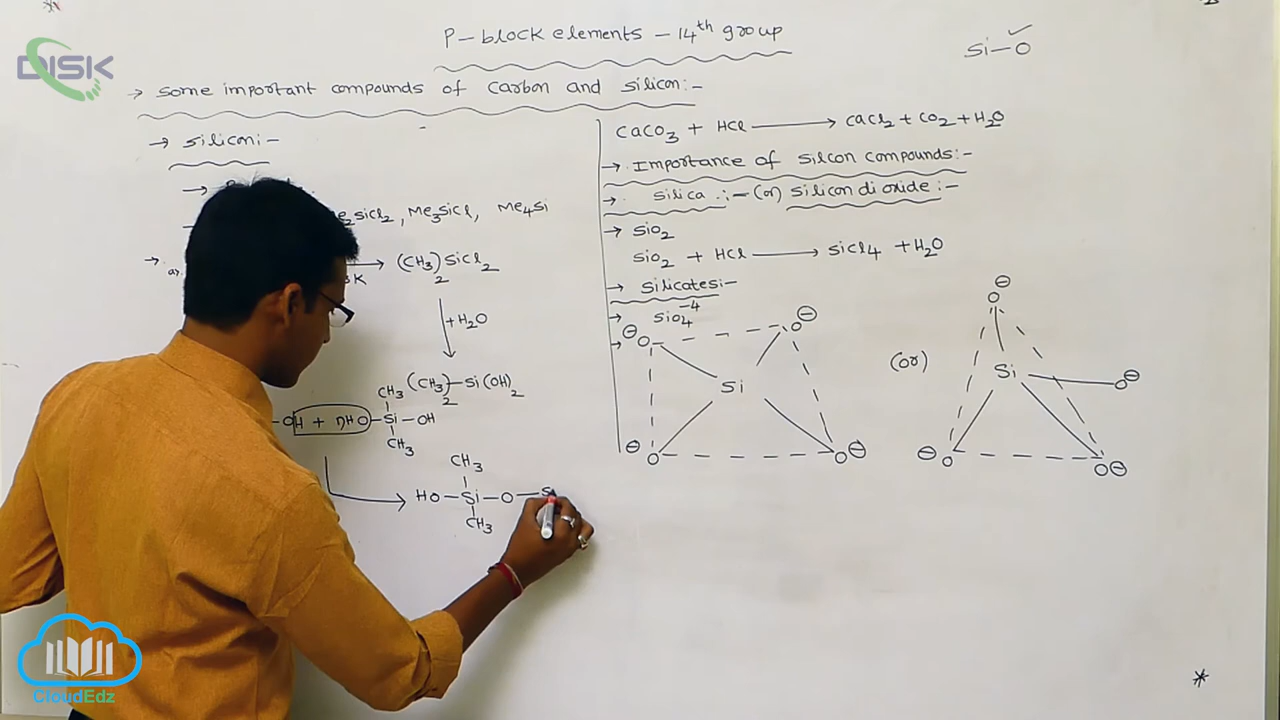 P-block elements - 14th group
Si-O ✓
DISK
→ Some important compounds of carbon and silicon:-
→ silicon:-
Me2SiCl2, Me3SiCl, Me4Si
→ a)
→ (CH3)2SiCl2
+H2O
(CH3)2-Si(OH)2
CH3
-OH + nHO-Si-OH
CH3
CH3
HO-Si-O-S
CH3
CaCO3 + HCl → CaCl2 + CO2 + H2O
→ Importance of Silcon compounds:-
→ Silica :- (or) Silicon dioxide:-
→ SiO2
SiO2 + HCl → SiCl4 + H2O
→ Silicates:-
→ SiO4-4
→ ⊖O O⊖
Si
⊖O O⊖
(or)
⊖
O
Si O⊖
⊖O O⊖
CloudEdz